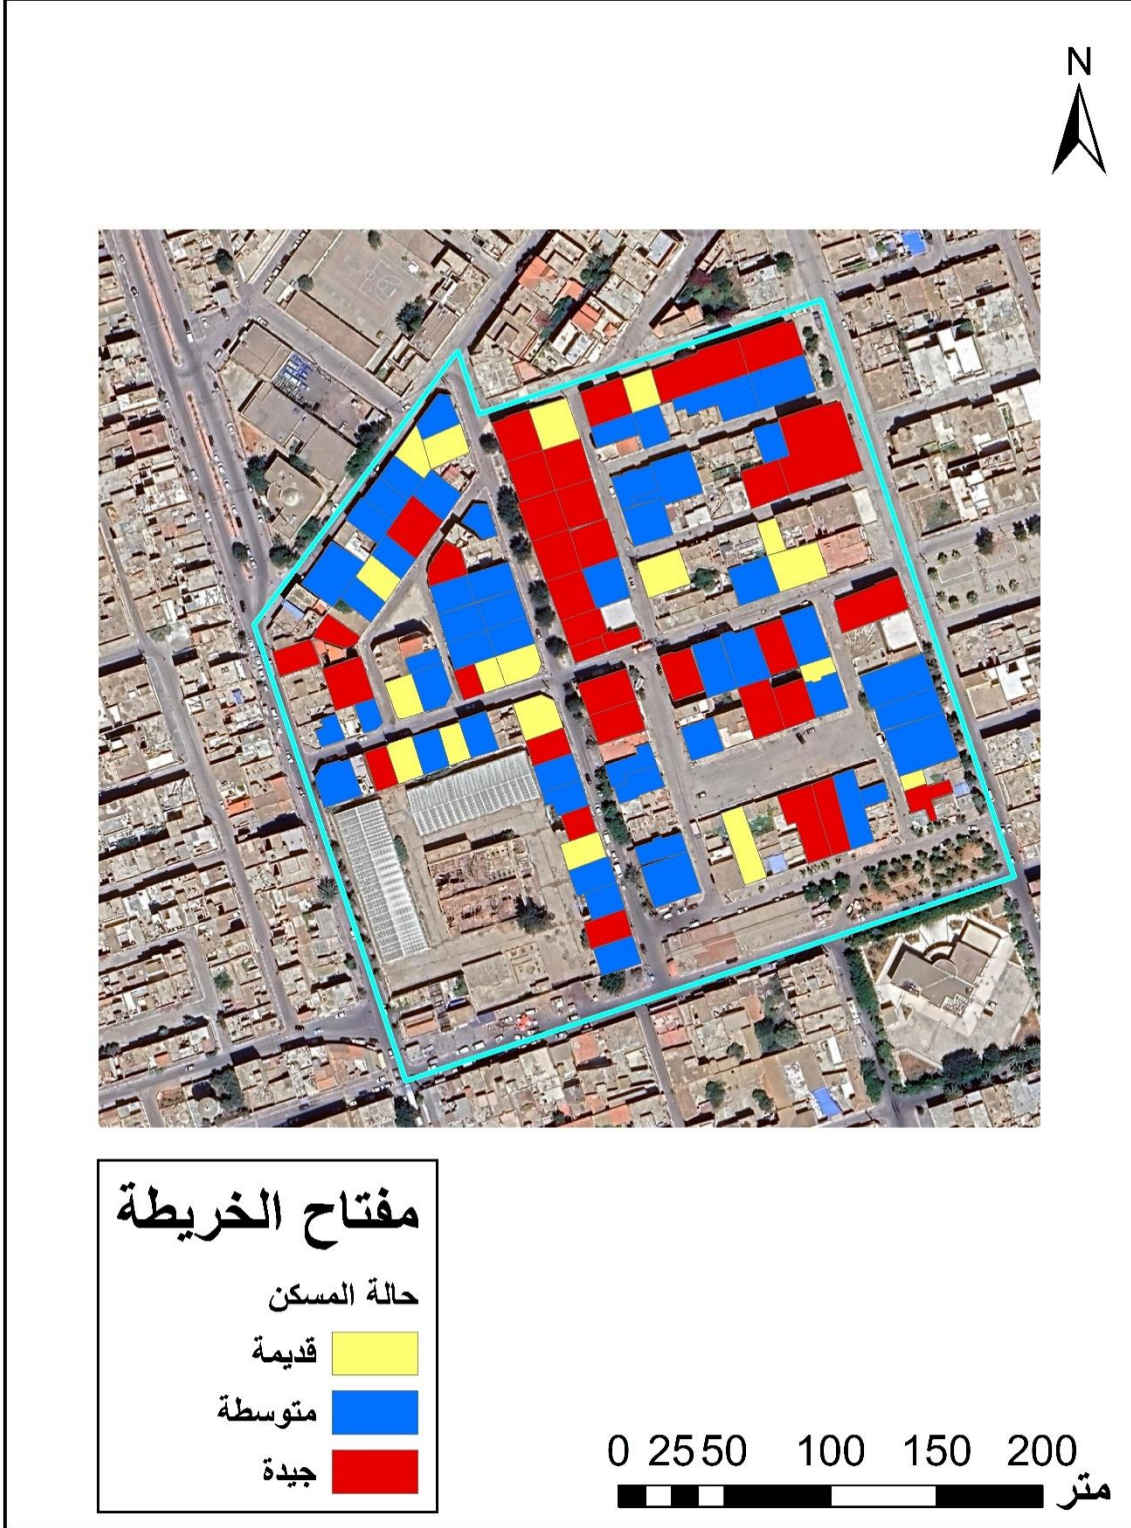 N
مفتاح الخريطة
حالة المسكن
قديمة
متوسطة
جيدة
0 25 50 100 150 200
متر